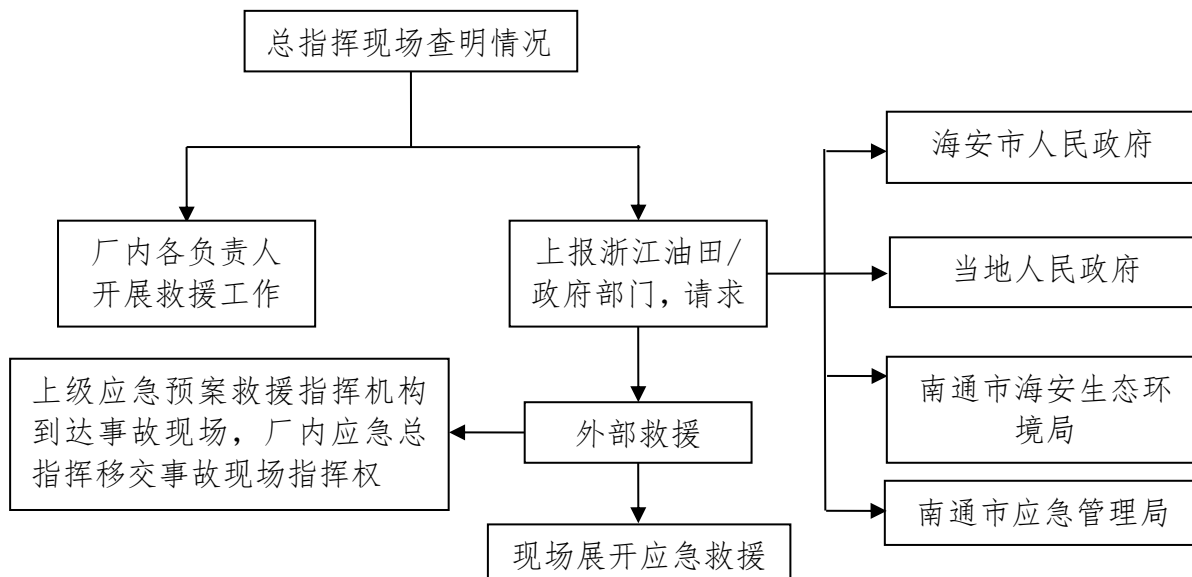 总指挥现场查明情况
海安市人民政府
厂内各负责人
开展救援工作
上报浙江油田/
政府部门，请求
当地人民政府
上级应急预案救援指挥机构
到达事故现场，厂内应急总
指挥移交事故现场指挥权
外部救援
南通市海安生态环
境局
南通市应急管理局
现场展开应急救援